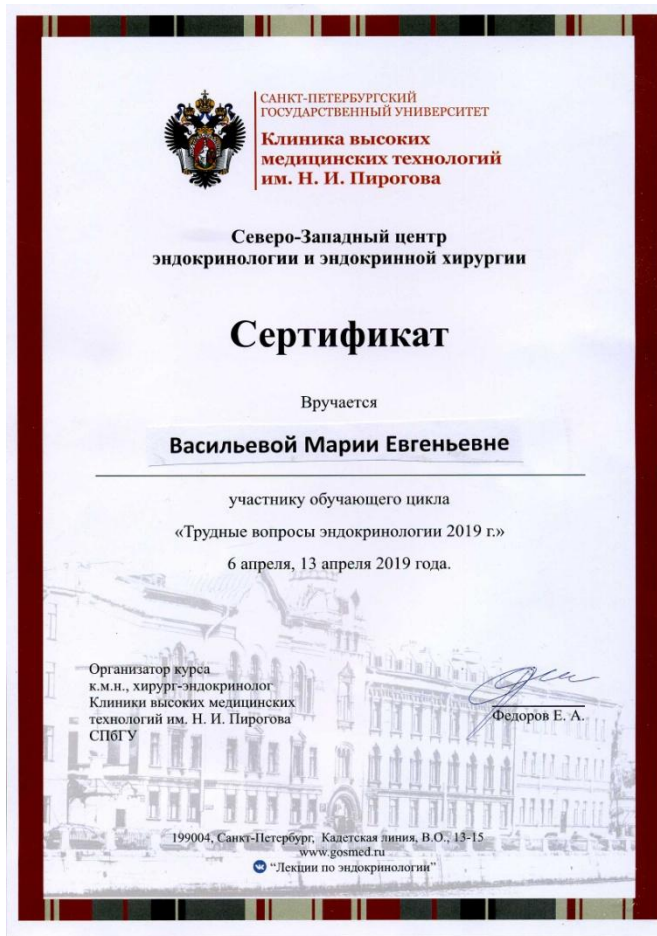 САНКТ-ПЕТЕРБУРГСКИЙ
ГОСУДАРСТВЕННЫЙ УНИВЕРСИТЕТ
Клиника высоких
медицинских технологий
им. Н. И. Пирогова
Северо-Западный центр
эндокринологии и эндокринной хирургии
Сертификат
Вручается
Васильевой Марии Евгеньевне
участнику обучающего цикла
«Трудные вопросы эндокринологии 2019 г.»
6 апреля, 13 апреля 2019 года.
Организатор курса
к.м.н., хирург-эндокринолог
Клиники высоких медицинских
технологий им. Н. И. Пирогова
СПбГУ
Федоров Е. А.
199004, Санкт-Петербург, Кадетская линия, В.О., 13-15
www.gosmed.ru
“Лекции по эндокринологии”